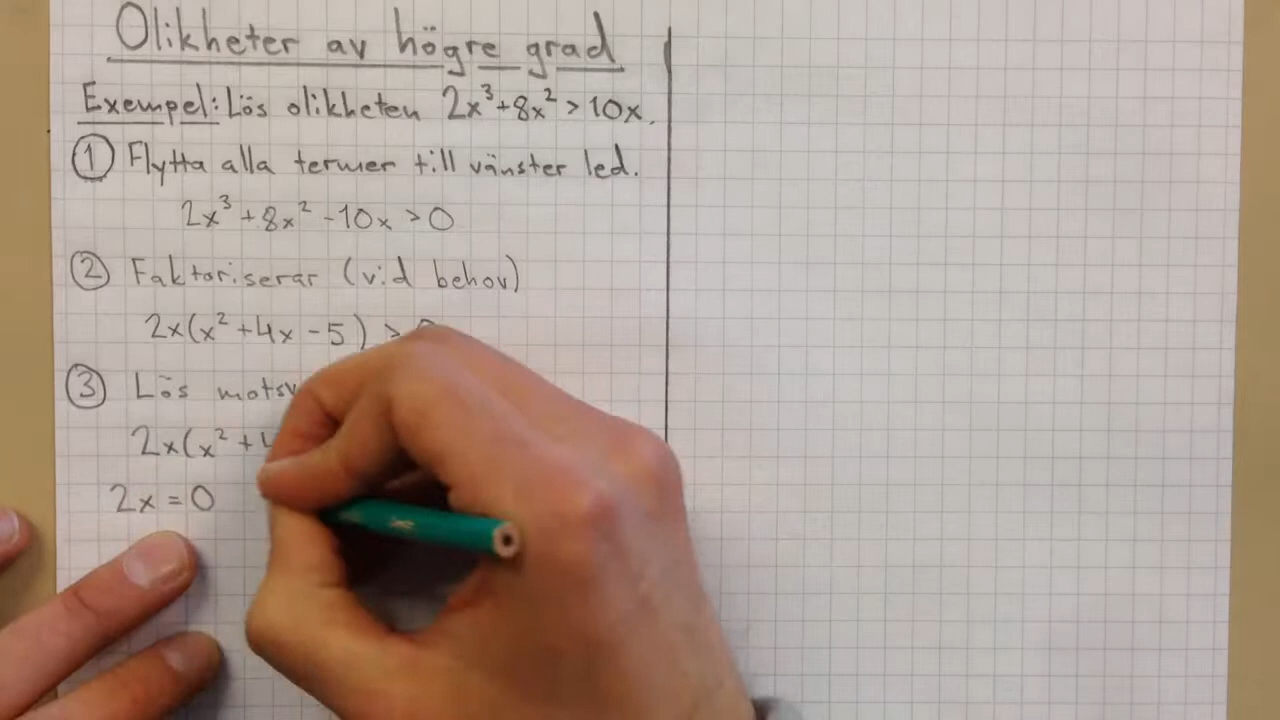 Olikheter av högre grad
Exempel: Lös olikheten 2x³+8x² > 10x.
① Flytta alla termer till vänster led.
2x³ + 8x² - 10x > 0
② Faktoriserar (vid behov)
2x(x² + 4x - 5) >
③ Lös
2x(x² +
2x = 0